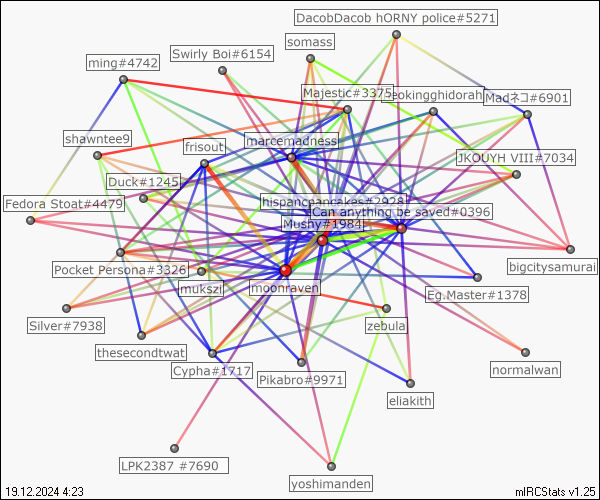 DacobDacob hORNY police#5271
somass
Swirly Boi#6154
ming#4742
Majestic#3375
ookingghidorah
Madネコ#6901
shawntee9
frisout
marcemadness
JKOUYH VIII#7034
Duck#1245
Fedora Stoat#4479
hispancpancakes#2928
Can anything be saved#0396
Mushy#1984
Pocket Persona#3326
mukszil
moonraven
bigcitysamurai
Eg.Master#1378
Silver#7938
zebula
thesecondtwat
Cypha#1717
Pikabro#9971
normalwan
eliakith
LPK2387 #7690
yoshimanden
19.12.2024 4:23
mIRCStats v1.25